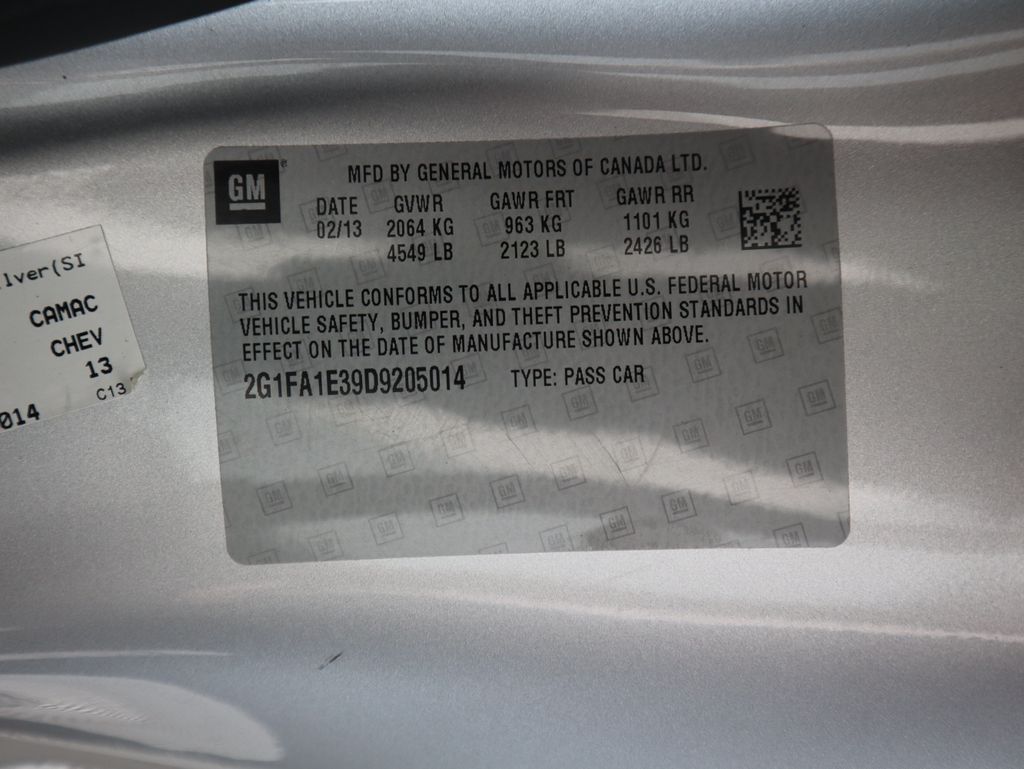 GM
MFD BY GENERAL MOTORS OF CANADA LTD.
DATE GVWR GAWR FRT GAWR RR
02/13 2064 KG 963 KG 1101 KG
4549 LB 2123 LB 2426 LB
THIS VEHICLE CONFORMS TO ALL APPLICABLE U.S. FEDERAL MOTOR
VEHICLE SAFETY, BUMPER, AND THEFT PREVENTION STANDARDS IN
EFFECT ON THE DATE OF MANUFACTURE SHOWN ABOVE.
2G1FA1E39D9205014 TYPE: PASS CAR
lver(SI
CAMAC
CHEV
13
C13
014